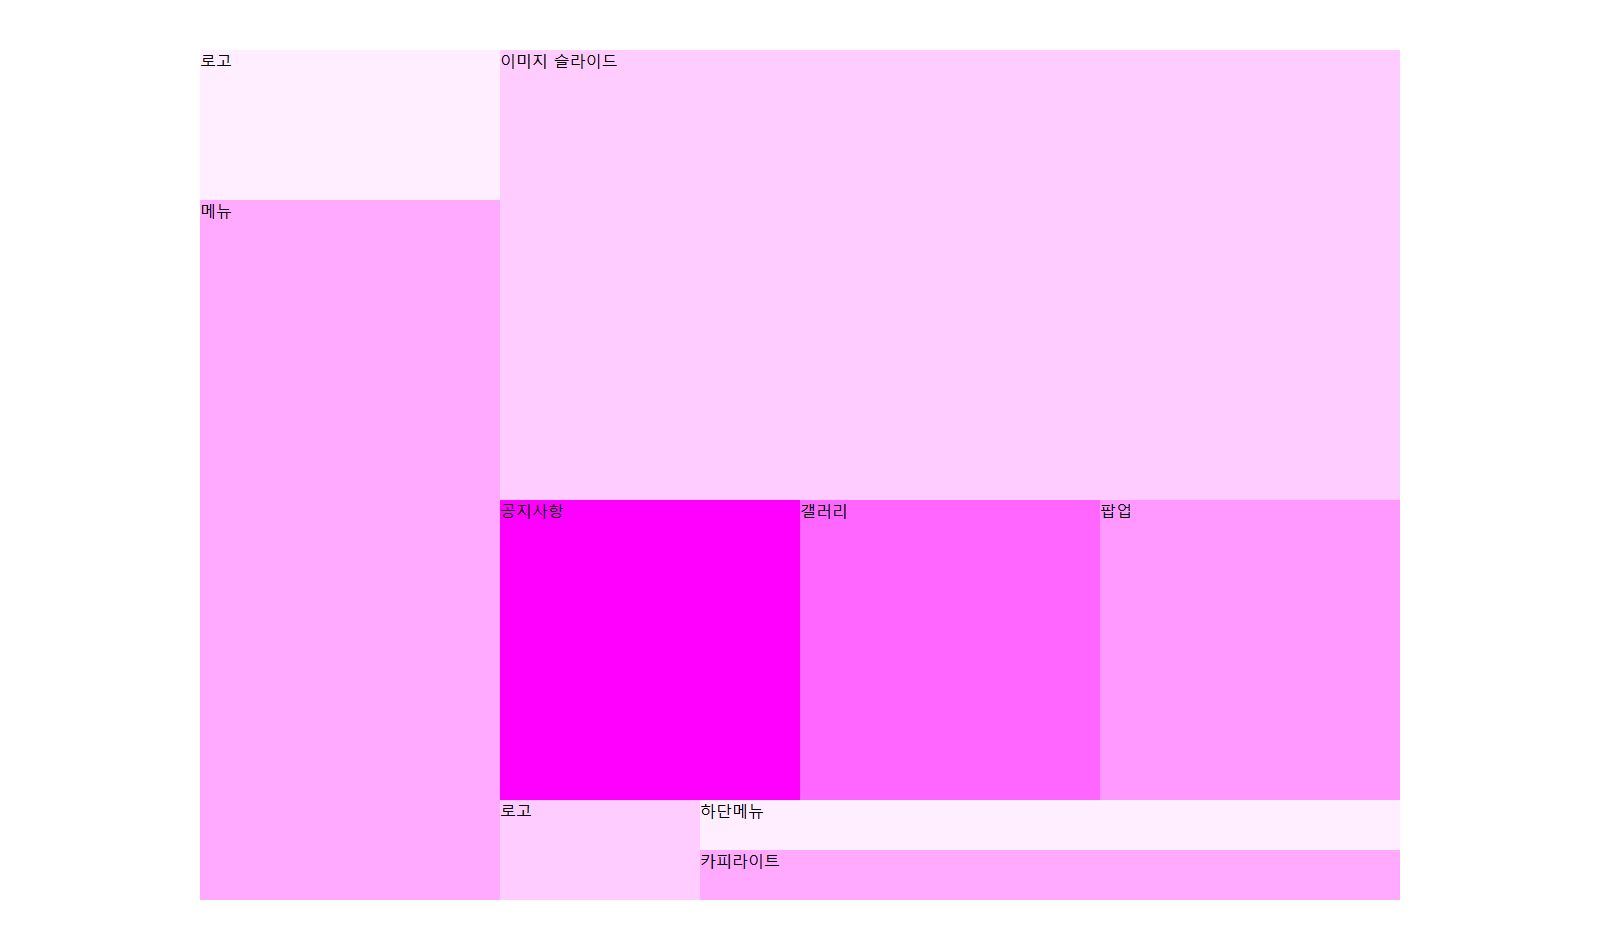 로고
이미지 슬라이드
메뉴
공지사항
갤러리
팝업
로고
하단메뉴
카피라이트